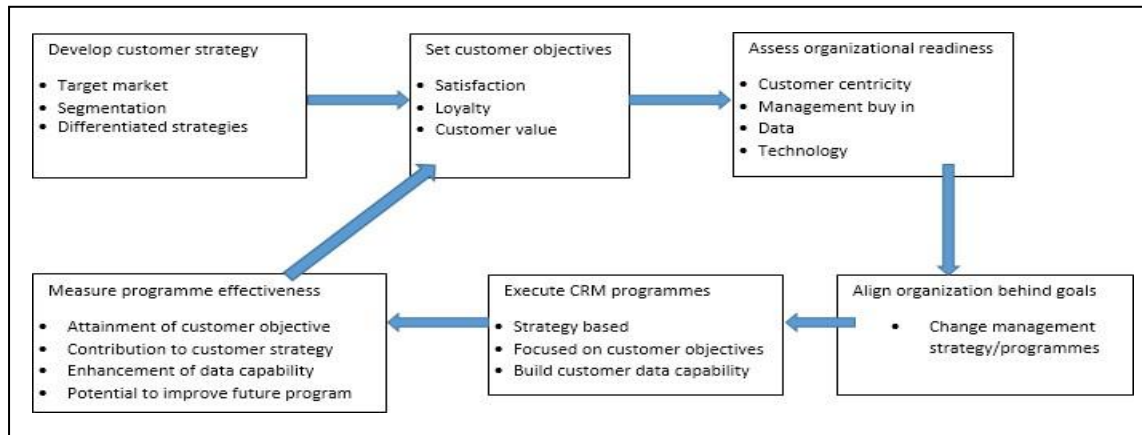 Develop customer strategy
• Target market
• Segmentation
• Differentiated strategies
Set customer objectives
• Satisfaction
• Loyalty
• Customer value
Assess organizational readiness
• Customer centricity
• Management buy in
• Data
• Technology
Align organization behind goals
• Change management
strategy/programmes
Execute CRM programmes
• Strategy based
• Focused on customer objectives
• Build customer data capability
Measure programme effectiveness
• Attainment of customer objective
• Contribution to customer strategy
• Enhancement of data capability
• Potential to improve future program